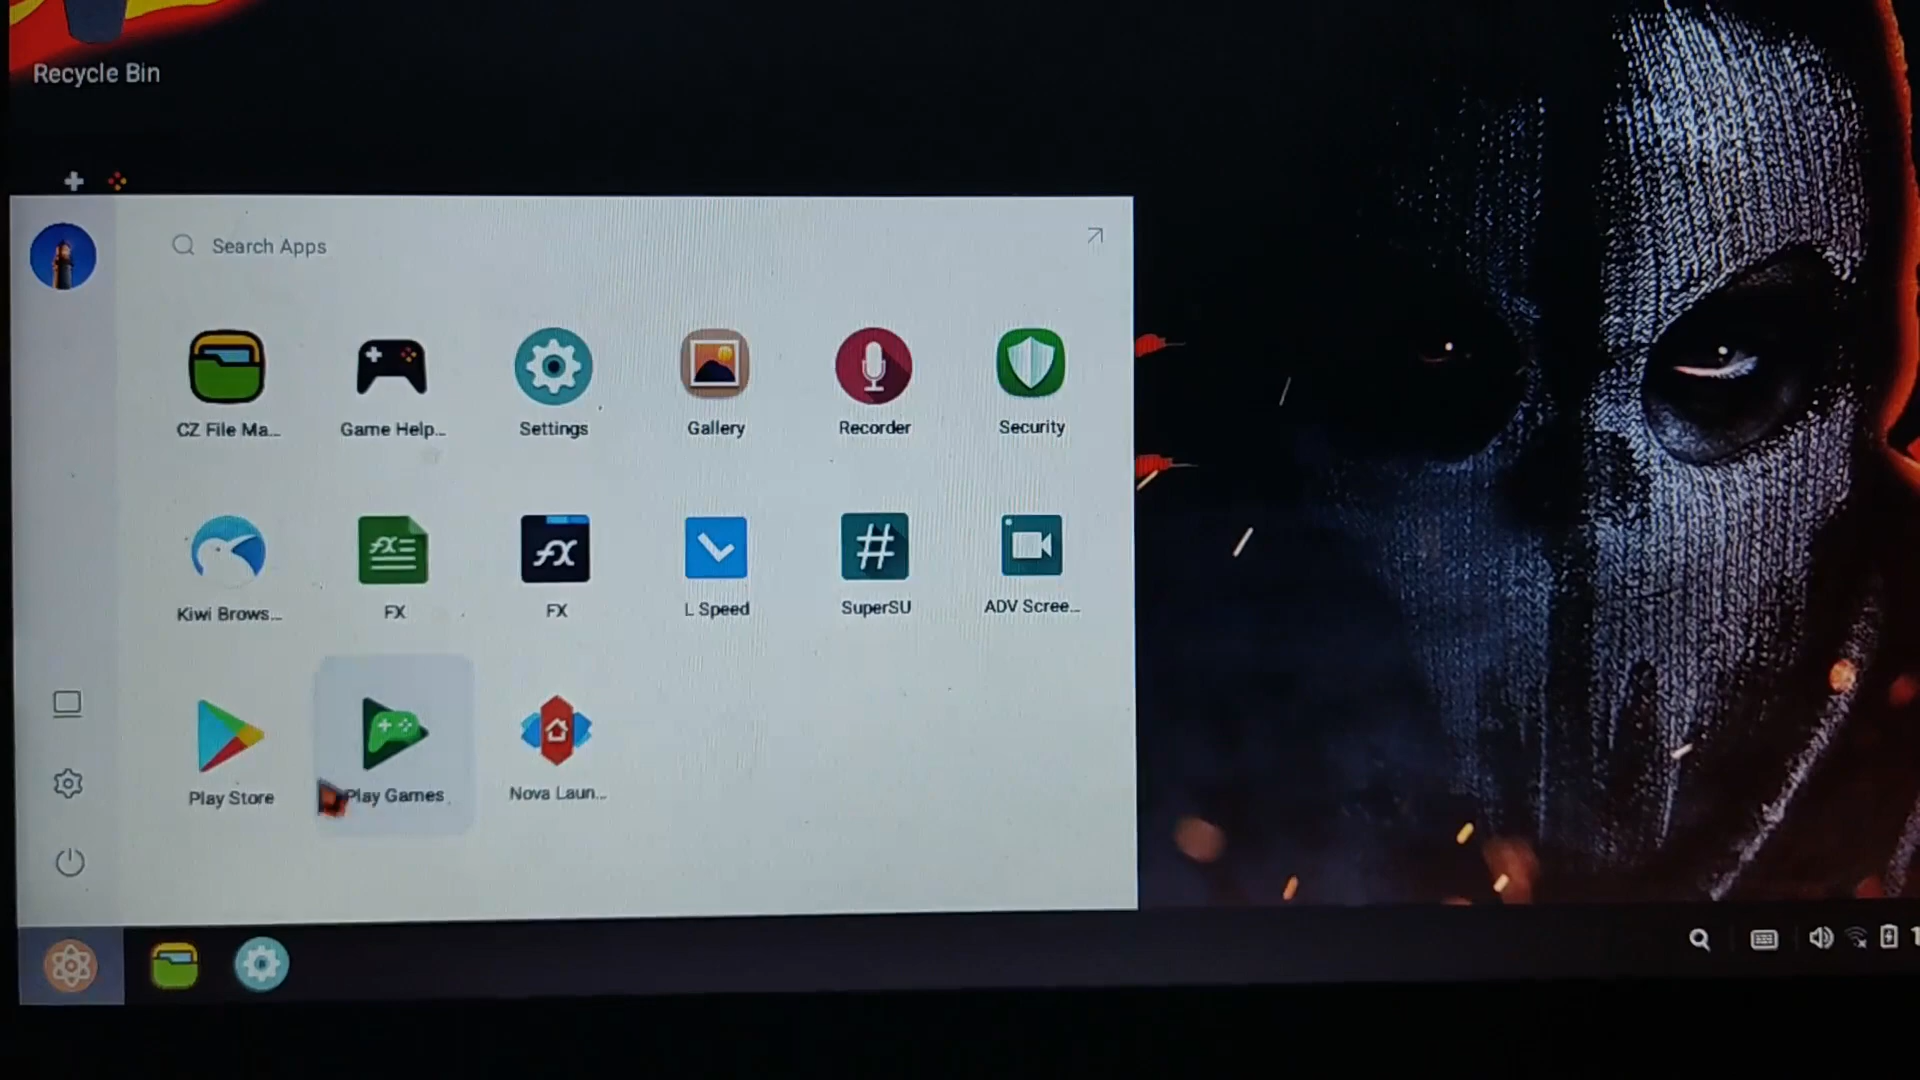 Recycle Bin
Search Apps
CZ File Ma...
Game Help...
Settings
Gallery
Recorder
Security
Kiwi Brows...
FX
FX
L Speed
SuperSU
ADV Scree...
Play Store
Play Games
Nova Laun...